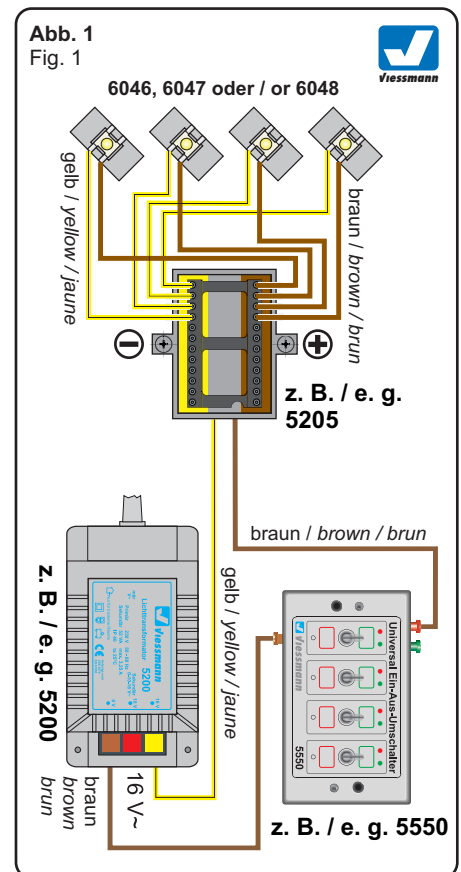 Abb. 1
Fig. 1
Viessmann
6046, 6047 oder / or 6048
gelb / yellow / jaune
braun / brown / brun
z. B. / e. g.
5205
braun / brown / brun
gelb / yellow / jaune
z. B. / e. g. 5200
Viessmann
5200
Lichttransformator
16 V~
braun
brown
brun
Universal Ein-Aus-Umschalter
Viessmann
5550
z. B. / e. g. 5550